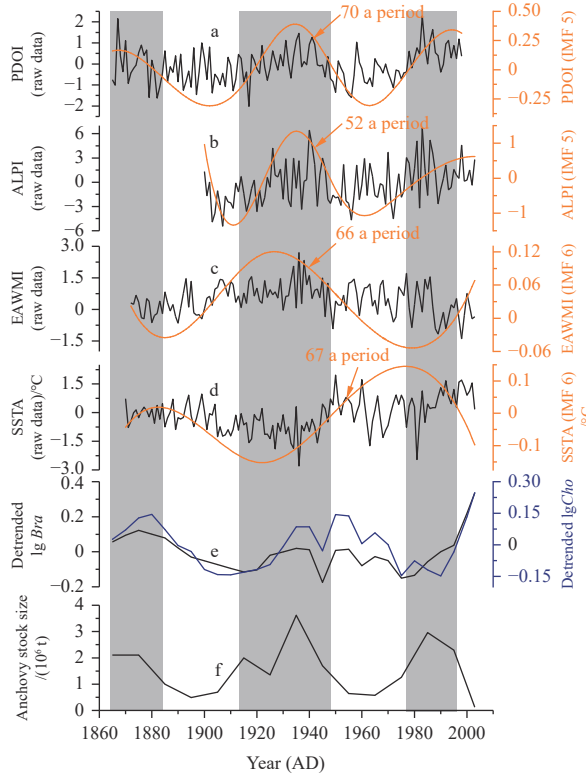 2
1
0
−1
−2
PDOI
(raw data)
a
70 a period
0.50
0.25
0
−0.25
PDOI (IMF 5)
6
3
0
−3
−6
ALPI
(raw data)
b
52 a period
1
0
−1
ALPI (IMF 5)
3.0
1.5
0
−1.5
EAWMI
(raw data)
c
66 a period
0.12
0.06
0
−0.06
EAWMI (IMF 6)
1.5
0
−1.5
−3.0
SSTA
(raw data)/°C
d
67 a period
0.1
0
−0.1
SSTA (IMF 6)
/°C
0.4
0.2
0
−0.2
Detrended
lg Bra
e
0.30
0.15
0
−0.15
Detrended lgCho
4
3
2
1
0
Anchovy stock size
/(10⁶ t)
f
1860 1880 1900 1920 1940 1960 1980 2000
Year (AD)